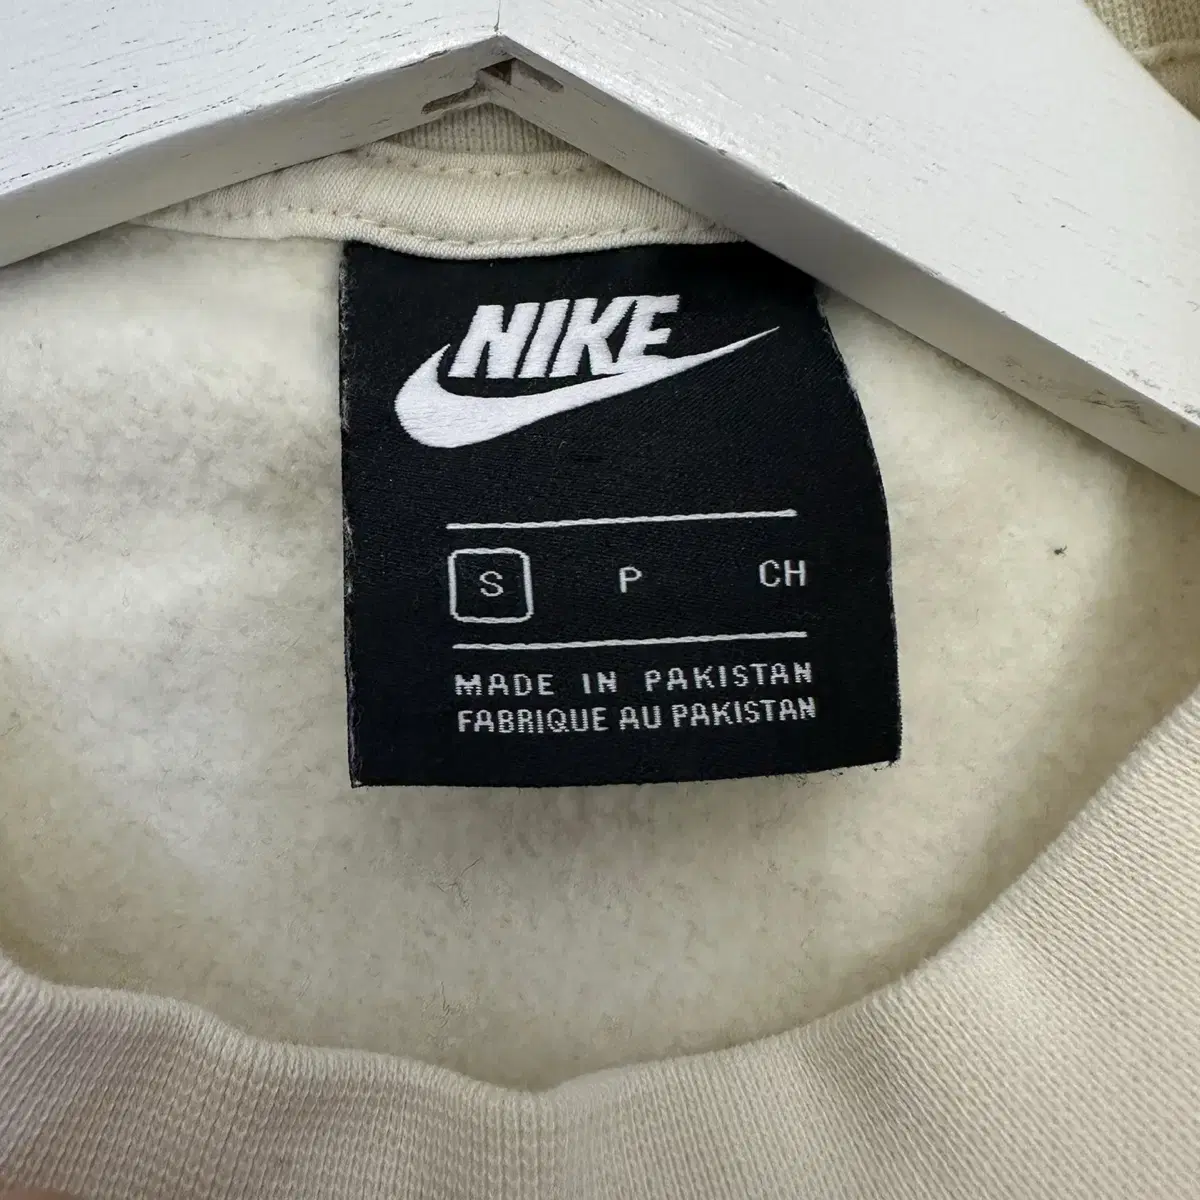 NIKE
S P CH
MADE IN PAKISTAN
FABRIQUE AU PAKISTAN